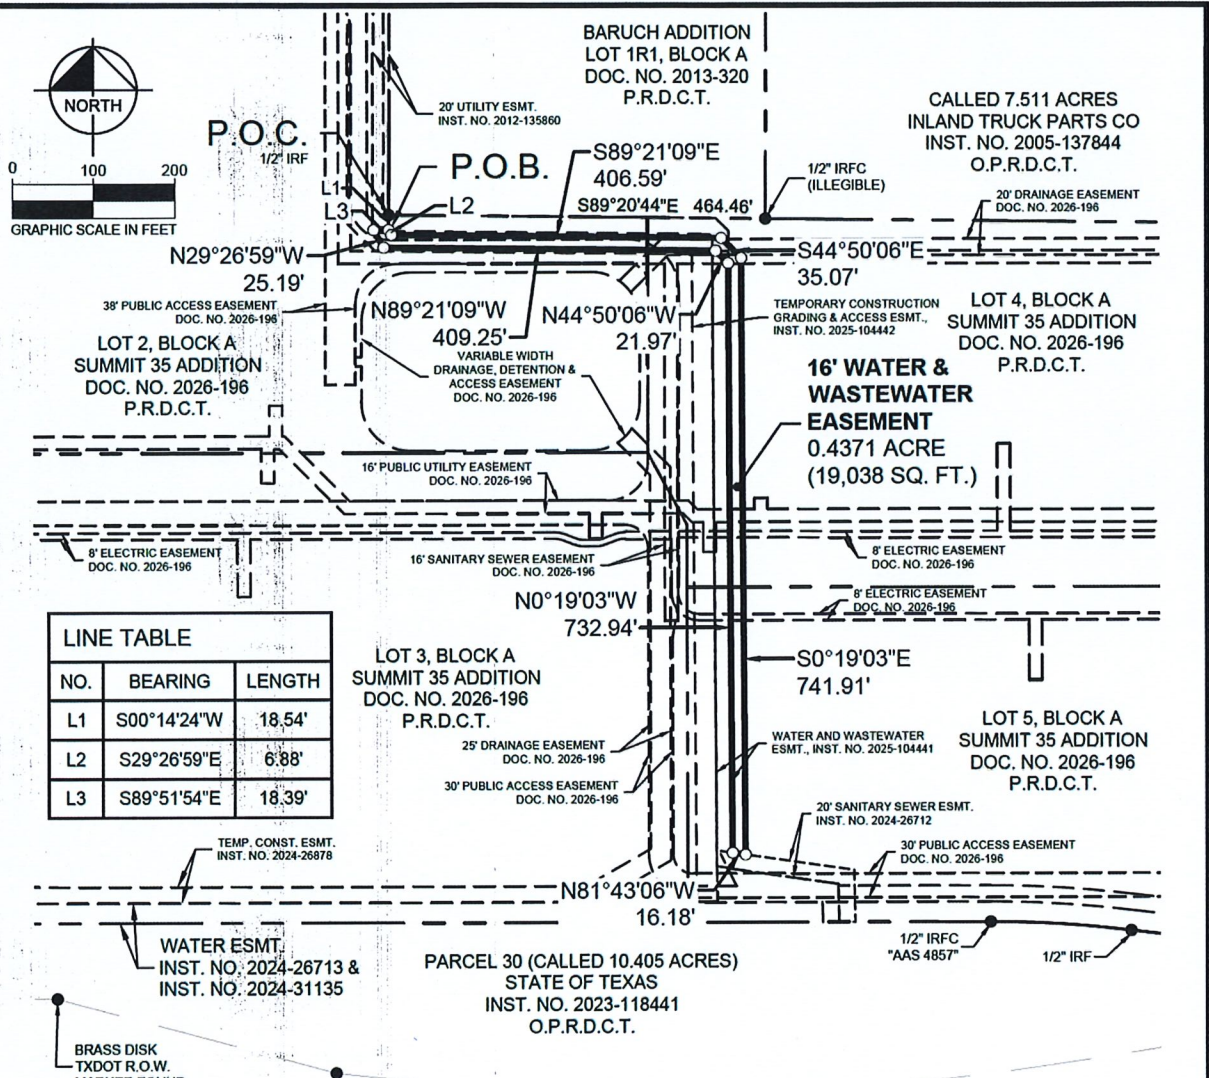 BARUCH ADDITION
LOT 1R1, BLOCK A
DOC. NO. 2013-320
P.R.D.C.T.
NORTH
20' UTILITY ESMT.
INST. NO. 2012-135860
CALLED 7.511 ACRES
INLAND TRUCK PARTS CO
INST. NO. 2005-137844
O.P.R.D.C.T.
P.O.C.
1/2" IRF
P.O.B.
S89°21'09"E
406.59'
S89°20'44"E 464.46'
1/2" IRFC
(ILLEGIBLE)
20' DRAINAGE EASEMENT
DOC. NO. 2026-196
0 100 200
GRAPHIC SCALE IN FEET
L1
L2
L3
N29°26'59"W
25.19'
S44°50'06"E
35.07'
38' PUBLIC ACCESS EASEMENT
DOC. NO. 2026-196
N89°21'09"W
409.25'
N44°50'06"W
21.97'
TEMPORARY CONSTRUCTION
GRADING & ACCESS ESMT.,
INST. NO. 2025-104442
LOT 4, BLOCK A
SUMMIT 35 ADDITION
DOC. NO. 2026-196
P.R.D.C.T.
LOT 2, BLOCK A
SUMMIT 35 ADDITION
DOC. NO. 2026-196
P.R.D.C.T.
VARIABLE WIDTH
DRAINAGE, DETENTION &
ACCESS EASEMENT
DOC. NO. 2026-196
16' WATER &
WASTEWATER
EASEMENT
0.4371 ACRE
(19,038 SQ. FT.)
16' PUBLIC UTILITY EASEMENT
DOC. NO. 2026-196
8' ELECTRIC EASEMENT
DOC. NO. 2026-196
16' SANITARY SEWER EASEMENT
DOC. NO. 2026-196
8' ELECTRIC EASEMENT
DOC. NO. 2026-196
8' ELECTRIC EASEMENT
DOC. NO. 2026-196
N0°19'03"W
732.94'
S0°19'03"E
741.91'
LINE TABLE
NO. BEARING LENGTH
L1 S00°14'24"W 18.54'
L2 S29°26'59"E 6.88'
L3 S89°51'54"E 18.39'
LOT 3, BLOCK A
SUMMIT 35 ADDITION
DOC. NO. 2026-196
P.R.D.C.T.
25' DRAINAGE EASEMENT
DOC. NO. 2026-196
30' PUBLIC ACCESS EASEMENT
DOC. NO. 2026-196
WATER AND WASTEWATER
ESMT., INST. NO. 2025-104441
LOT 5, BLOCK A
SUMMIT 35 ADDITION
DOC. NO. 2026-196
P.R.D.C.T.
20' SANITARY SEWER ESMT.
INST. NO. 2024-26712
TEMP. CONST. ESMT.
INST. NO. 2024-26878
30' PUBLIC ACCESS EASEMENT
DOC. NO. 2026-196
N81°43'06"W
16.18'
WATER ESMT.
INST. NO. 2024-26713 &
INST. NO. 2024-31135
PARCEL 30 (CALLED 10.405 ACRES)
STATE OF TEXAS
INST. NO. 2023-118441
O.P.R.D.C.T.
1/2" IRFC
"AAS 4857"
1/2" IRF
BRASS DISK
TXDOT R.O.W.